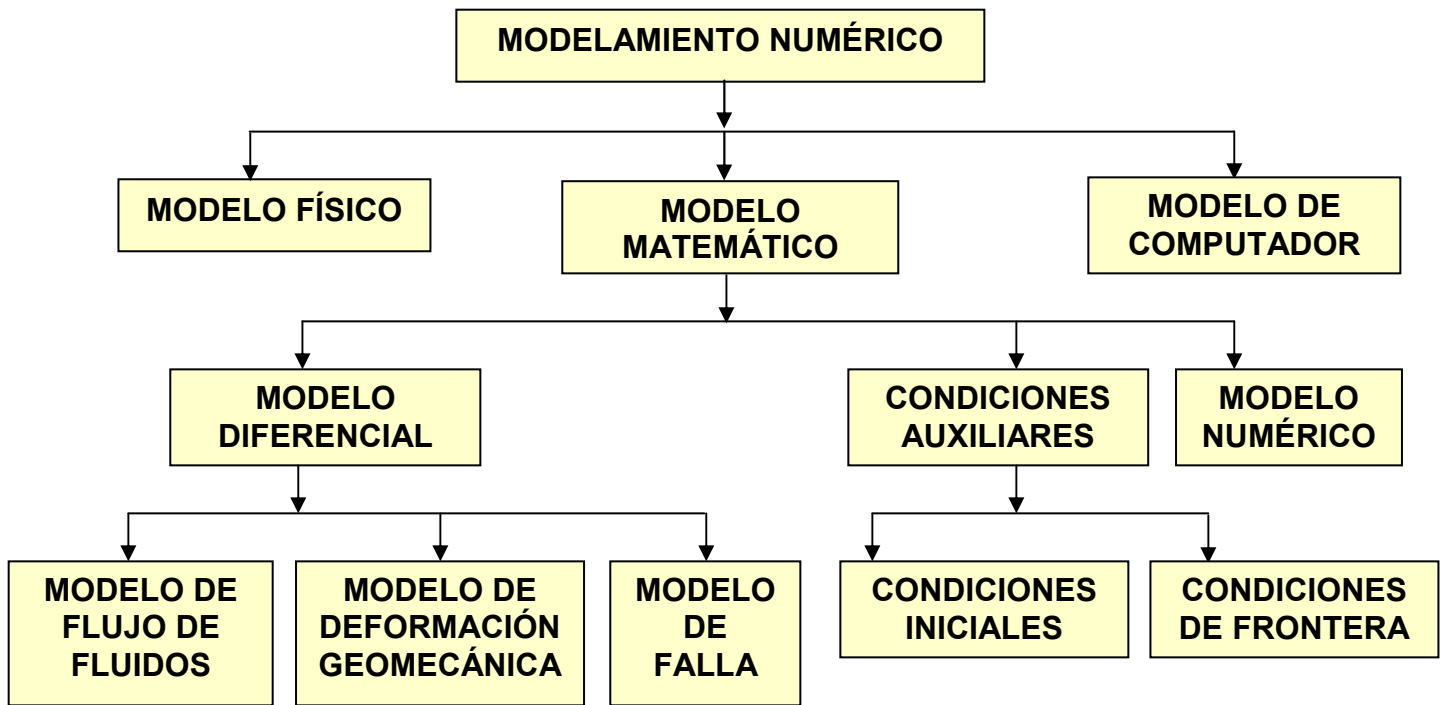 MODELAMIENTO NUMÉRICO
MODELO FÍSICO
MODELO
MATEMÁTICO
MODELO DE
COMPUTADOR
MODELO
DIFERENCIAL
CONDICIONES
AUXILIARES
MODELO
NUMÉRICO
MODELO DE
FLUJO DE
FLUIDOS
MODELO DE
DEFORMACIÓN
GEOMECÁNICA
MODELO
DE
FALLA
CONDICIONES
INICIALES
CONDICIONES
DE FRONTERA